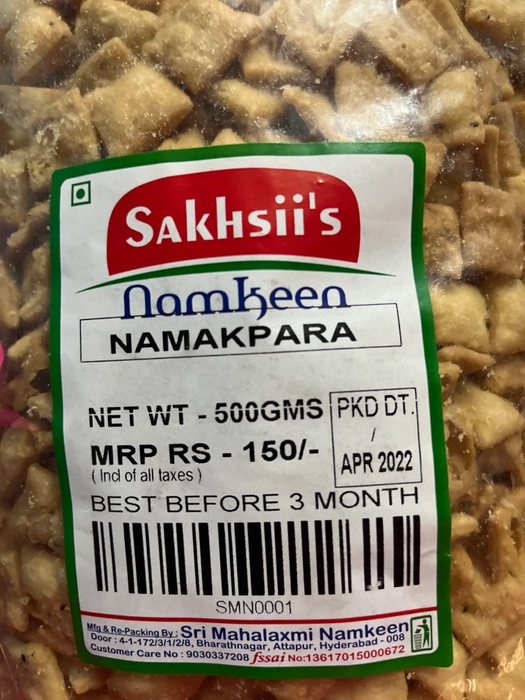 Sakhsii's
Namkeen
NAMAKPARA
NET WT - 500GMS
MRP RS - 150/-
( Incl of all taxes )
PKD DT.
/
APR 2022
BEST BEFORE 3 MONTH
SMN0001
Mfg & Re-Packing By : Sri Mahalaxmi Namkeen
Door : 4-1-172/3/1/2/8, Bharathnagar, Attapur, Hyderabad - 008
Customer Care No : 9030337208 fssai No:13617015000672